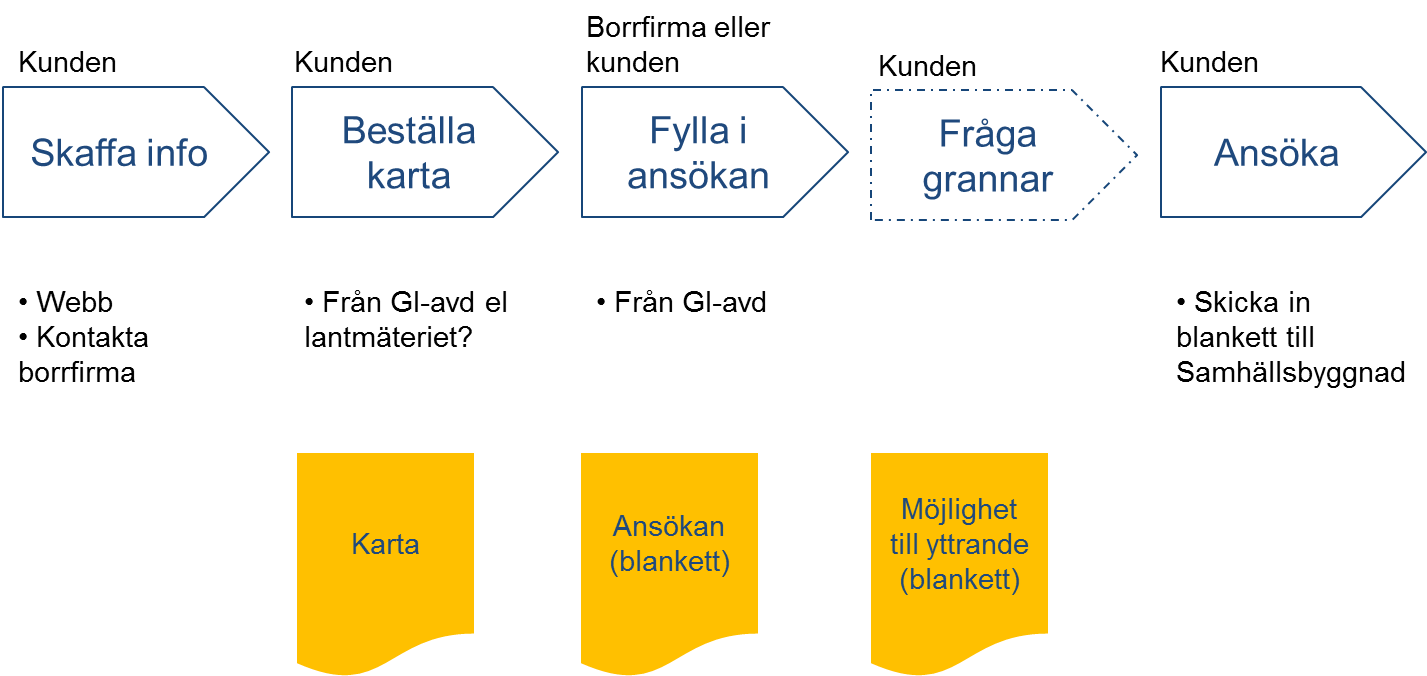 Kunden
Kunden
Borrfirma eller
kunden
Kunden
Kunden
Skaffa info
Beställa
karta
Fylla i
ansökan
Fråga
grannar
Ansöka
• Webb
• Kontakta
borrfirma
• Från GI-avd el
lantmäteriet?
• Från GI-avd
• Skicka in
blankett till
Samhällsbyggnad
Karta
Ansökan
(blankett)
Möjlighet
till yttrande
(blankett)